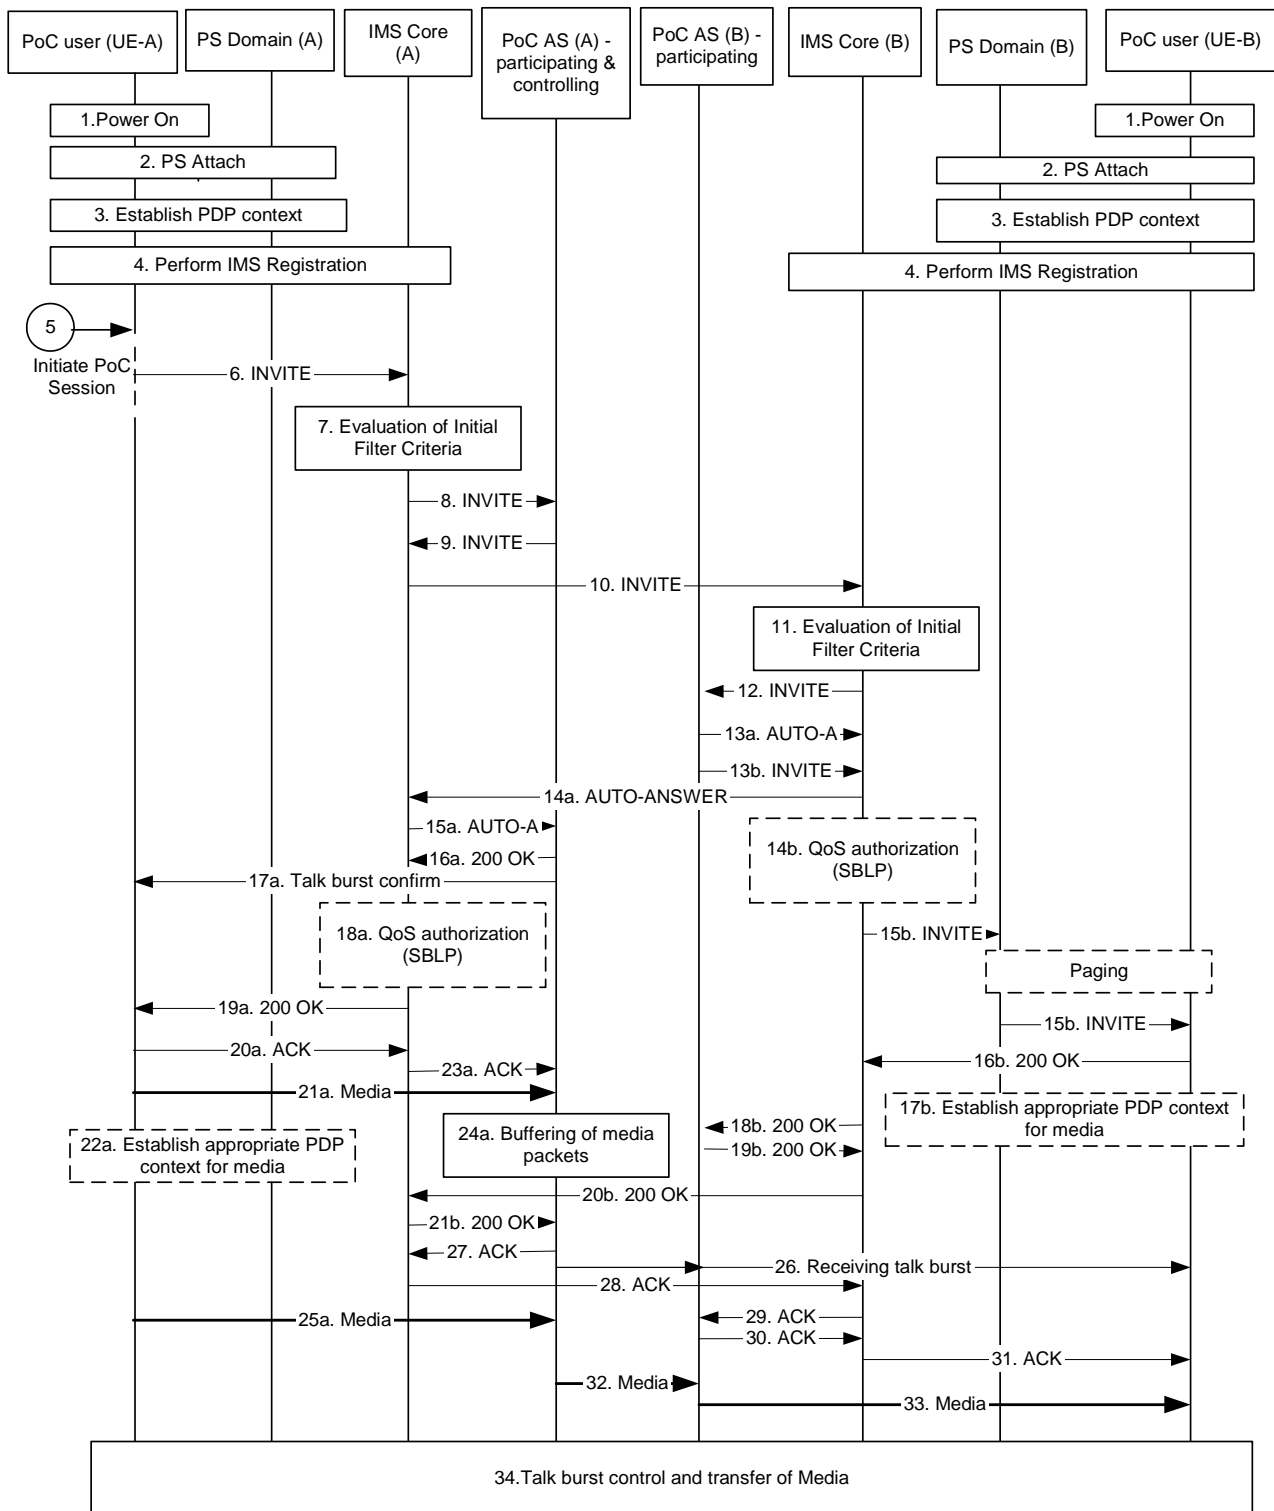 PoC user (UE-A)
PS Domain (A)
IMS Core
(A)
PoC AS (A) -
participating &
controlling
PoC AS (B) -
participating
IMS Core (B)
PS Domain (B)
PoC user (UE-B)
1.Power On
1.Power On
2. PS Attach
2. PS Attach
3. Establish PDP context
3. Establish PDP context
4. Perform IMS Registration
4. Perform IMS Registration
5
Initiate PoC
Session
6. INVITE
7. Evaluation of Initial
Filter Criteria
8. INVITE
9. INVITE
10. INVITE
11. Evaluation of Initial
Filter Criteria
12. INVITE
13a. AUTO-A
13b. INVITE
14a. AUTO-ANSWER
15a. AUTO-A
14b. QoS authorization
(SBLP)
16a. 200 OK
17a. Talk burst confirm
18a. QoS authorization
(SBLP)
15b. INVITE
Paging
19a. 200 OK
15b. INVITE
20a. ACK
16b. 200 OK
23a. ACK
21a. Media
17b. Establish appropriate PDP context
for media
18b. 200 OK
22a. Establish appropriate PDP
context for media
24a. Buffering of media
packets
19b. 200 OK
20b. 200 OK
21b. 200 OK
27. ACK
26. Receiving talk burst
28. ACK
25a. Media
29. ACK
30. ACK
31. ACK
32. Media
33. Media
34.Talk burst control and transfer of Media